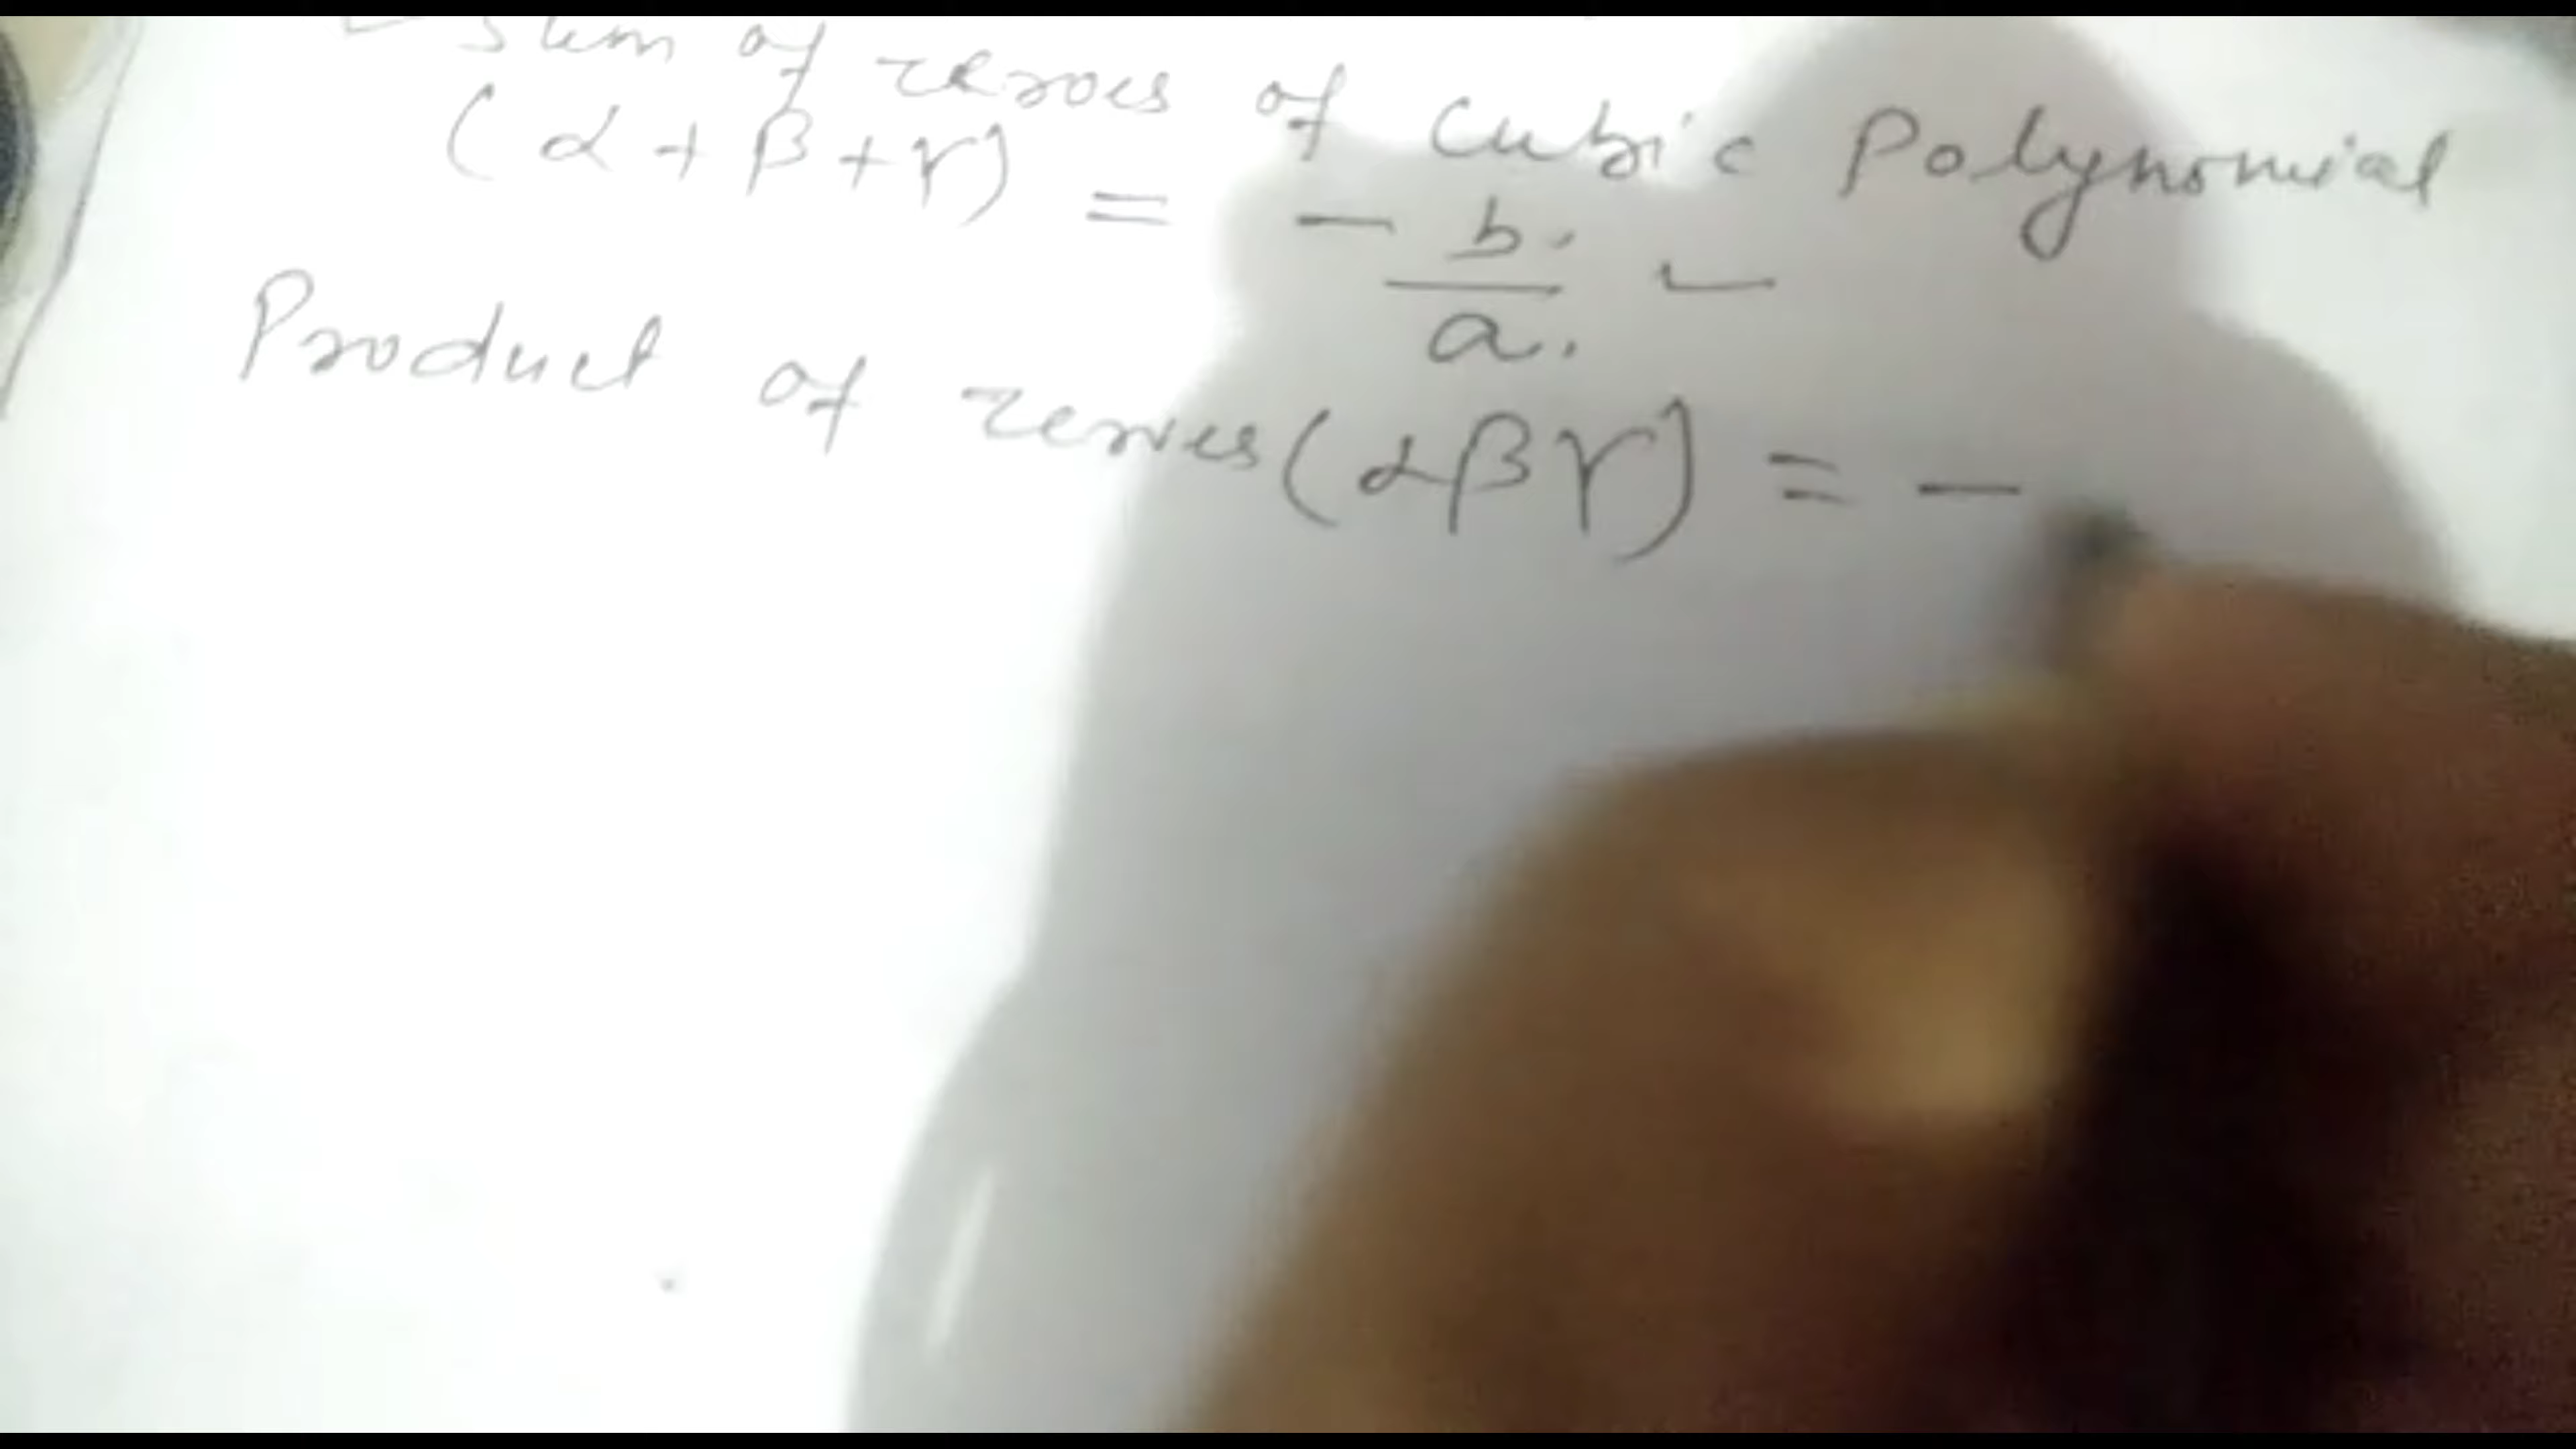 Sum of zeroes of cubic Polynomial
(α + β + γ) = - b/a.
Product of zeroes (αβγ) = -